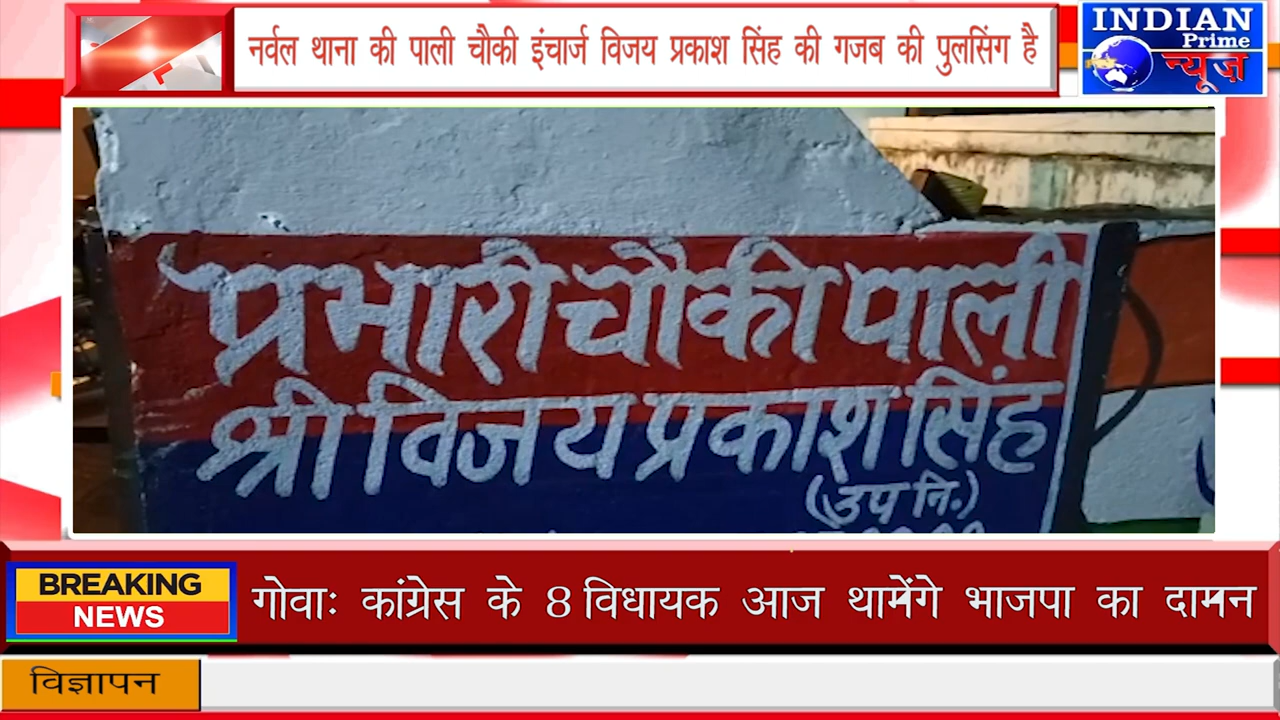 नर्वल थाना की पाली चौकी इंचार्ज विजय प्रकाश सिंह की गजब की पुलसिंग है
INDIAN
Prime
न्यूज़
प्रभारी चौकी पाली
श्री विजय प्रकाश सिंह
(उप नि.)
BREAKING
NEWS
गोवाः कांग्रेस के 8 विधायक आज थामेंगे भाजपा का दामन
विज्ञापन